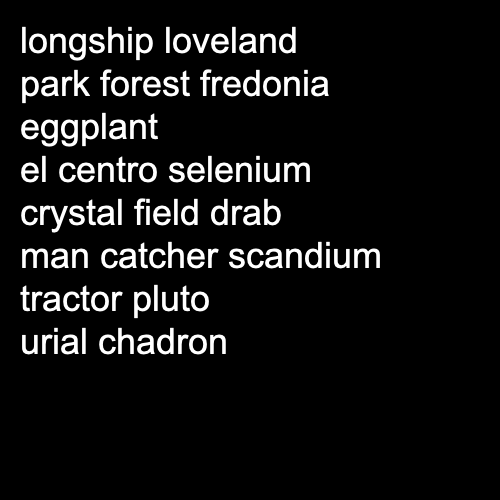 longship loveland
park forest fredonia
eggplant
el centro selenium
crystal field drab
man catcher scandium
tractor pluto
urial chadron